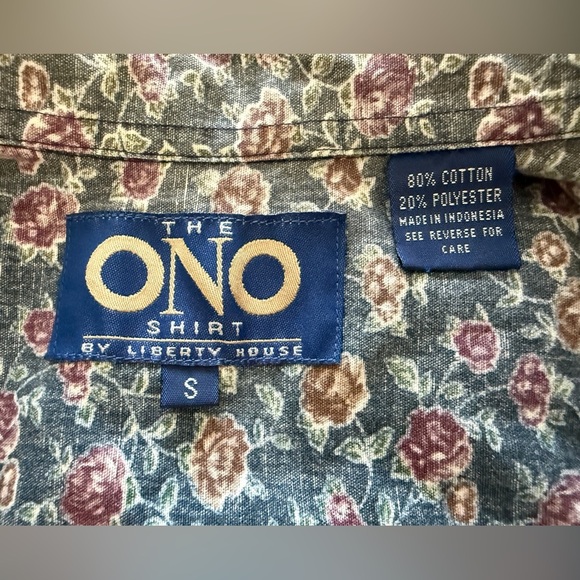 THE
ONO
SHIRT
BY LIBERTY HOUSE
S
80% COTTON
20% POLYESTER
MADE IN INDONESIA
SEE REVERSE FOR
CARE